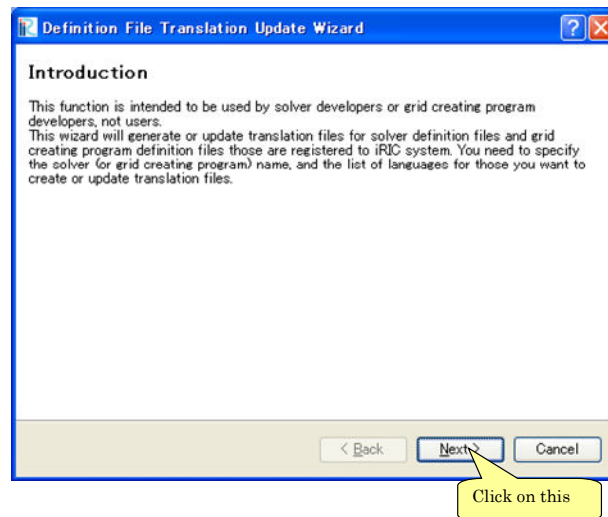 Definition File Translation Update Wizard
Introduction
This function is intended to be used by solver developers or grid creating program
developers, not users.
This wizard will generate or update translation files for solver definition files and grid
creating program definition files those are registered to iRIC system. You need to specify
the solver (or grid creating program) name, and the list of languages for those you want to
create or update translation files.
< Back Next > Cancel
Click on this